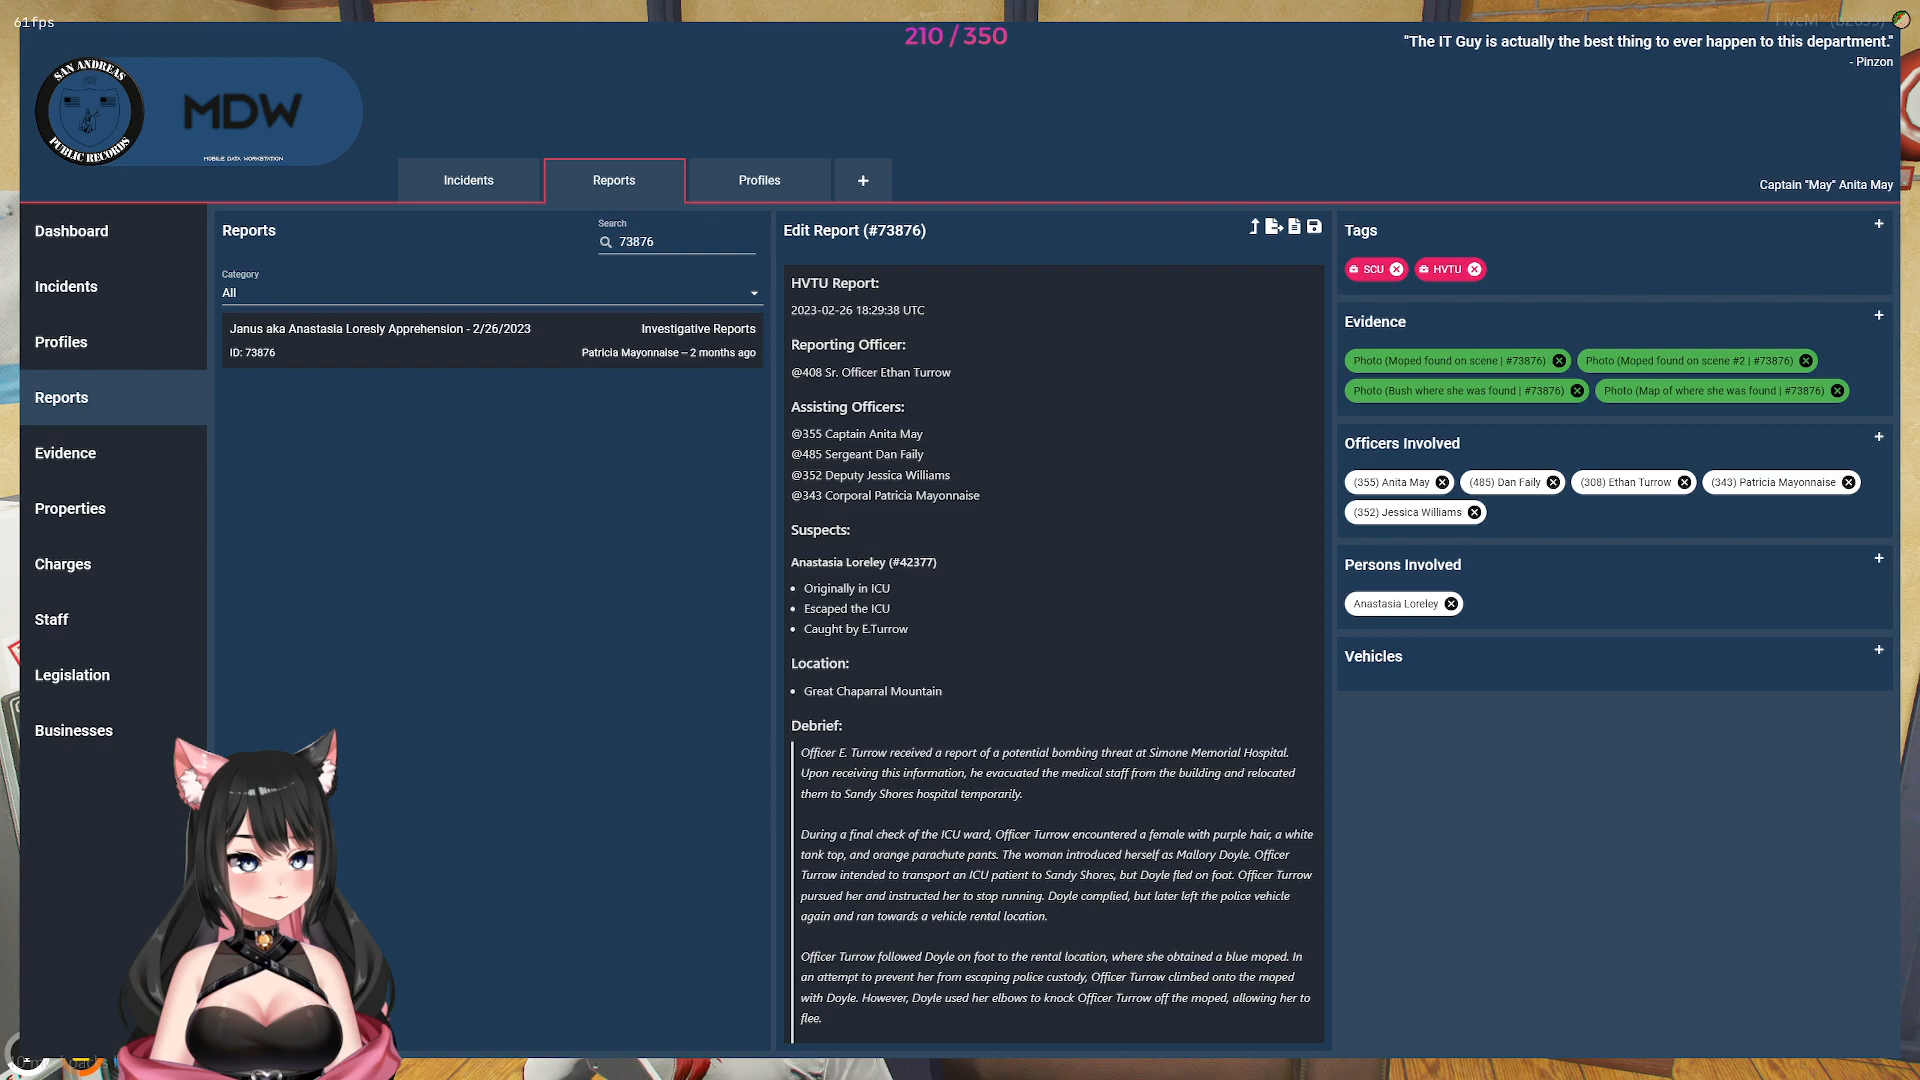 61fps
210 / 350
FiveM
"The IT Guy is actually the best thing to ever happen to this department."
- Pinzon
SAN ANDREAS
PUBLIC RECORDS
MDW
MOBILE DATA WORKSTATION
Incidents
Reports
Profiles
+
Captain "May" Anita May
Dashboard
Incidents
Profiles
Reports
Evidence
Properties
Charges
Staff
Legislation
Businesses
Reports
Search
73876
Category
All
Janus aka Anastasia Loresly Apprehension - 2/26/2023
Investigative Reports
ID: 73876
Patricia Mayonnaise – 2 months ago
Edit Report (#73876)
HVTU Report:
2023-02-26 18:29:38 UTC
Reporting Officer:
@408 Sr. Officer Ethan Turrow
Assisting Officers:
@355 Captain Anita May
@485 Sergeant Dan Faily
@352 Deputy Jessica Williams
@343 Corporal Patricia Mayonnaise
Suspects:
Anastasia Loreley (#42377)
• Originally in ICU
• Escaped the ICU
• Caught by E.Turrow
Location:
• Great Chaparral Mountain
Debrief:
Officer E. Turrow received a report of a potential bombing threat at Simone Memorial Hospital.
Upon receiving this information, he evacuated the medical staff from the building and relocated
them to Sandy Shores hospital temporarily.
During a final check of the ICU ward, Officer Turrow encountered a female with purple hair, a white
tank top, and orange parachute pants. The woman introduced herself as Mallory Doyle. Officer
Turrow intended to transport an ICU patient to Sandy Shores, but Doyle fled on foot. Officer Turrow
pursued her and instructed her to stop running. Doyle complied, but later left the police vehicle
again and ran towards a vehicle rental location.
Officer Turrow followed Doyle on foot to the rental location, where she obtained a blue moped. In
an attempt to prevent her from escaping police custody, Officer Turrow climbed onto the moped
with Doyle. However, Doyle used her elbows to knock Officer Turrow off the moped, allowing her to
flee.
Tags
+
SCU
HVTU
Evidence
+
Photo (Moped found on scene | #73876)
Photo (Moped found on scene #2 | #73876)
Photo (Bush where she was found | #73876)
Photo (Map of where she was found | #73876)
Officers Involved
+
(355) Anita May
(485) Dan Faily
(308) Ethan Turrow
(343) Patricia Mayonnaise
(352) Jessica Williams
Persons Involved
+
Anastasia Loreley
Vehicles
+